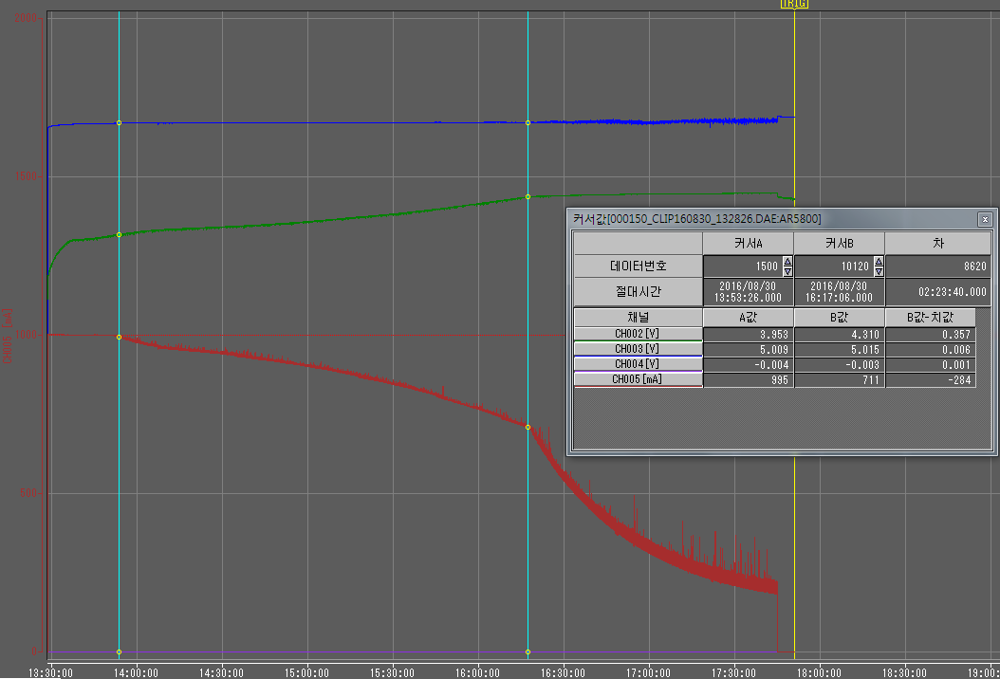 TRIG
2000
1500
1000
500
0
CH005 [mA]
커서값[000150_CLIP160830_132826.DAE:AR5800]
커서A 커서B 차
데이터번호 1500 10120 8620
절대시간 2016/08/30 13:53:26.000 2016/08/30 16:17:06.000 02:23:40.000
채널 A값 B값 B값-치값
CH002[V] 3.953 4.310 0.357
CH003[V] 5.009 5.015 0.006
CH004[V] -0.004 -0.003 0.001
CH005[mA] 995 711 -284
13:30:00 14:00:00 14:30:00 15:00:00 15:30:00 16:00:00 16:30:00 17:00:00 17:30:00 18:00:00 18:30:00 19:00:0